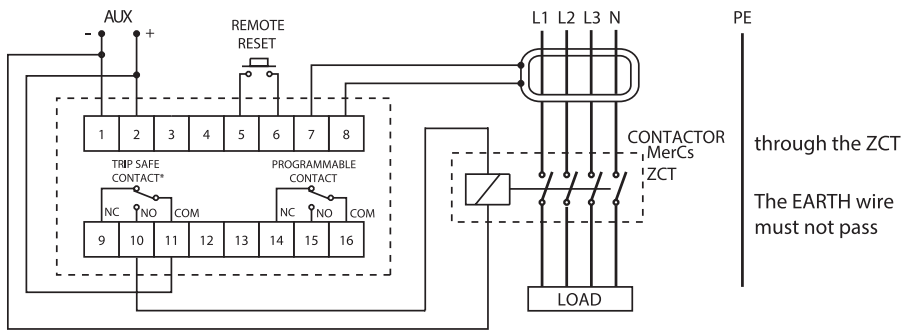 AUX
- +
REMOTE
RESET
L1 L2 L3 N
PE
1 2 3 4 5 6 7 8
TRIP SAFE
CONTACT*
PROGRAMMABLE
CONTACT
NC NO COM
NC NO COM
9 10 11 12 13 14 15 16
CONTACTOR
MerCs
ZCT
LOAD
through the ZCT
The EARTH wire
must not pass